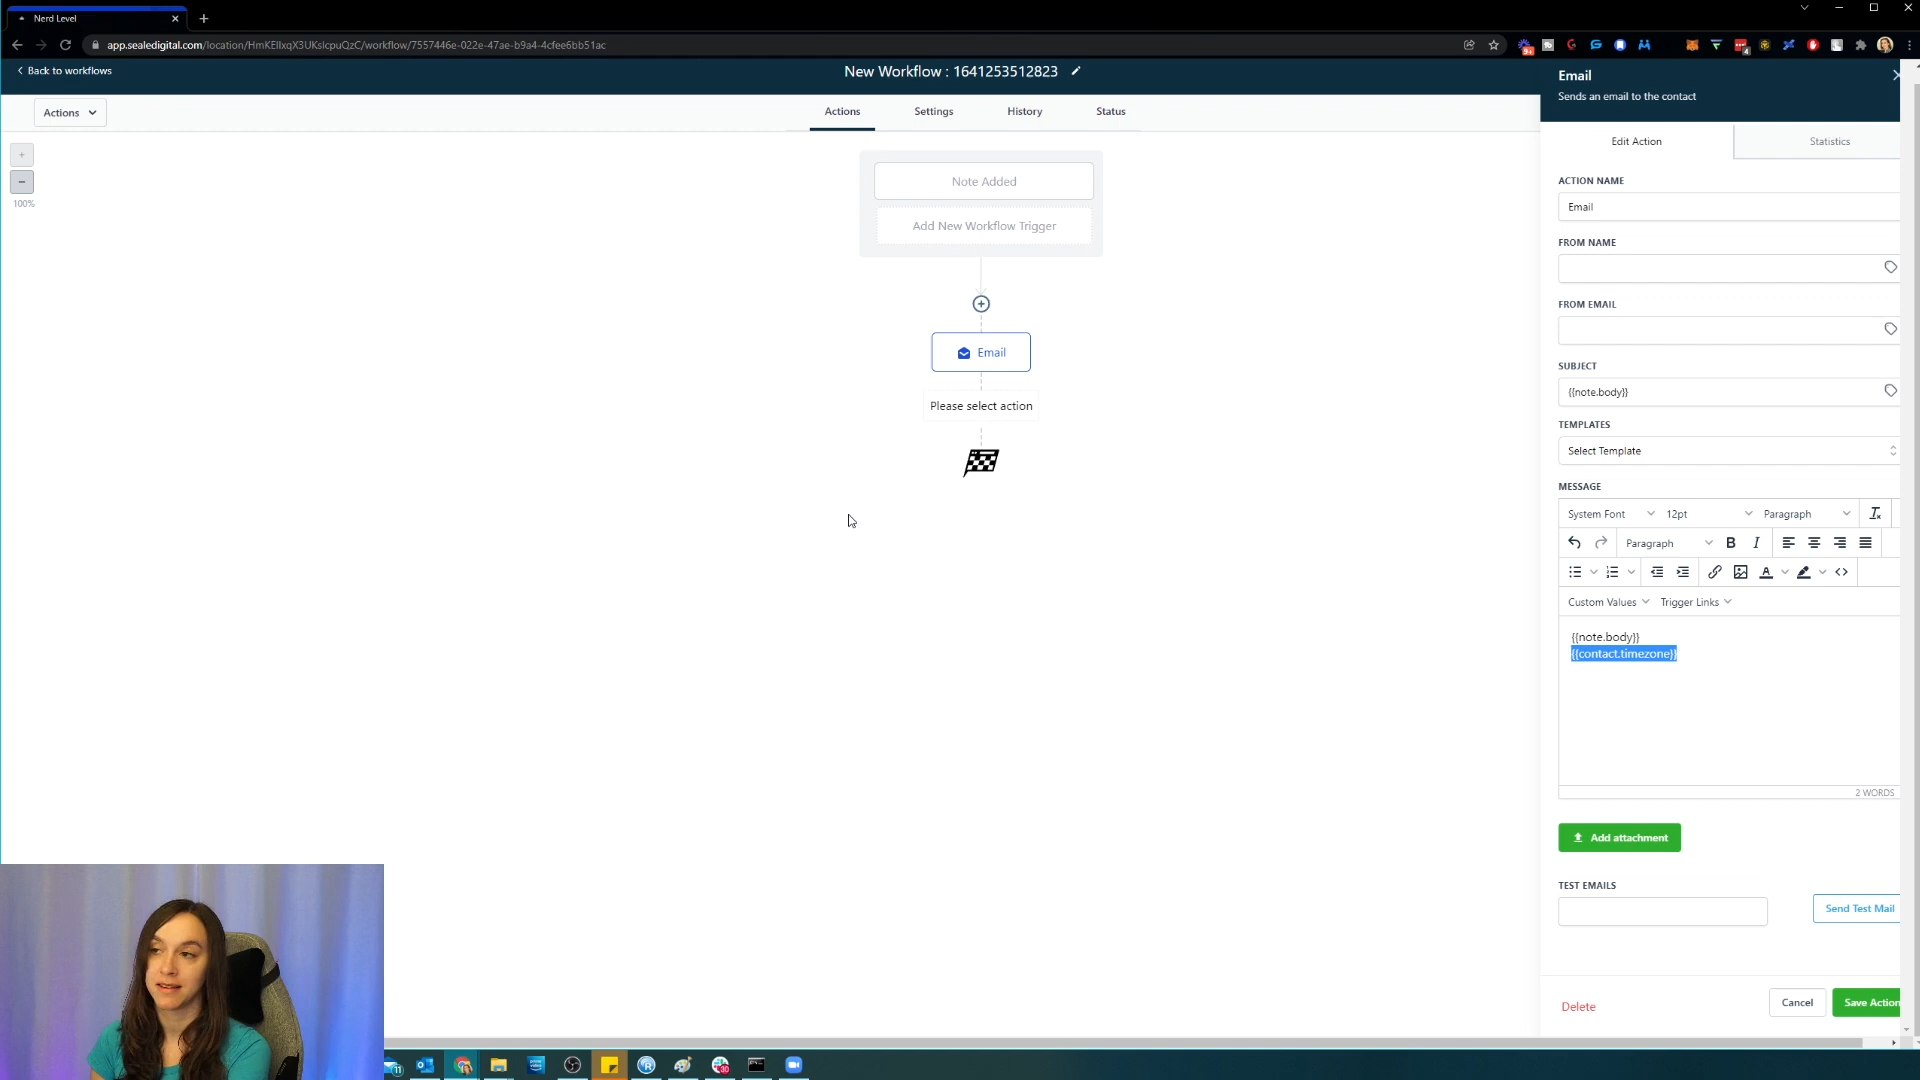 Nerd Level
app.sealedigital.com/location/HmKEIlxqX3UKslcpuQzC/workflow/7557446e-022e-47ae-b9a4-4cfee6bb51ac
Back to workflows
New Workflow : 1641253512823
Actions
Actions
Settings
History
Status
100%
Note Added
Add New Workflow Trigger
Email
Please select action
Email
Sends an email to the contact
Edit Action
Statistics
ACTION NAME
Email
FROM NAME
FROM EMAIL
SUBJECT
{{note.body}}
TEMPLATES
Select Template
MESSAGE
System Font
12pt
Paragraph
Paragraph
B I
Custom Values
Trigger Links
{{note.body}}
{{contact.timezone}}
2 WORDS
Add attachment
TEST EMAILS
Send Test Mail
Delete
Cancel
Save Action